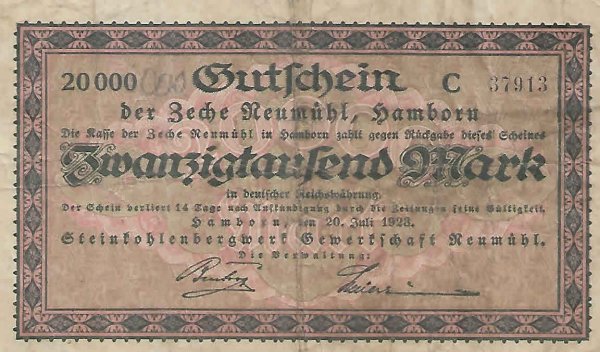 20000 Gutschein C 37913
der Zeche Neumühl, Hamborn
Die Kasse der Zeche Neumühl in Hamborn zahlt gegen Rückgabe dieses Scheines
Zwanzigtausend Mark
in deutscher Reichswährung.
Der Schein verliert 14 Tage nach Aufkündigung durch die Zeitungen seine Gültigkeit.
Hamborn, den 20. Juli 1923.
Steinkohlenbergwerk Gewerkschaft Neumühl.
Die Verwaltung: